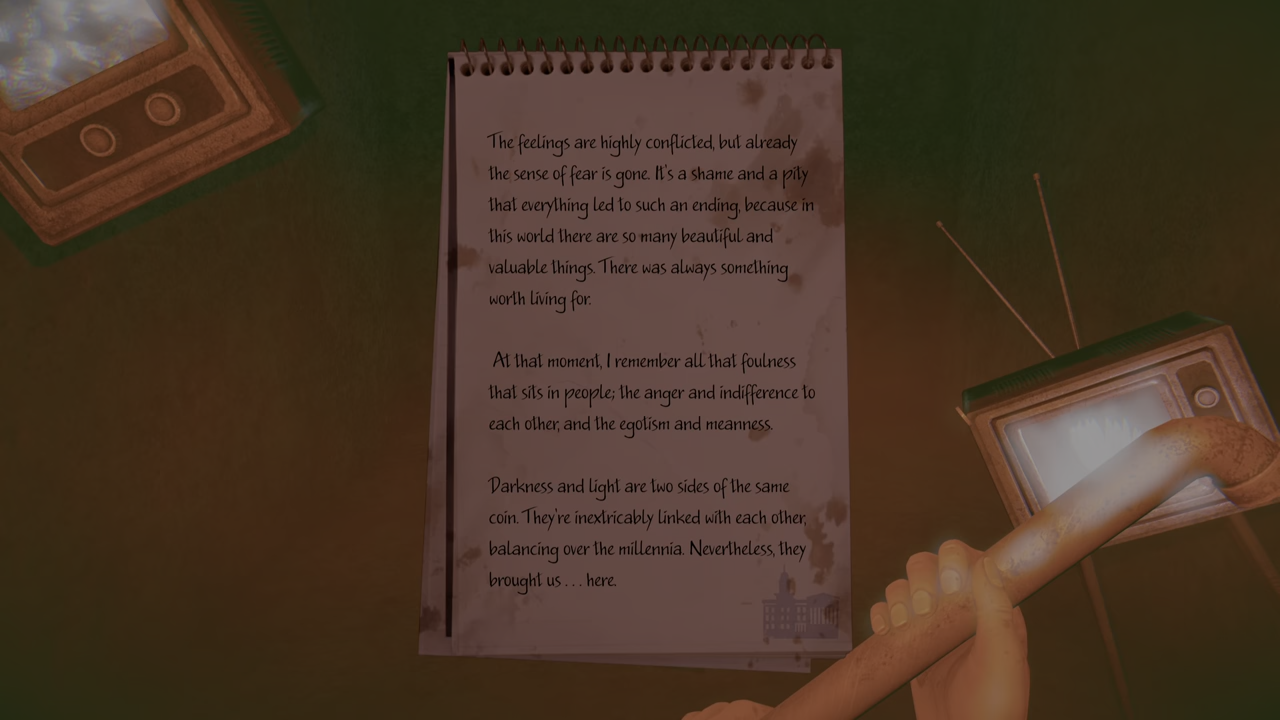 The feelings are highly conflicted, but already
the sense of fear is gone. It's a shame and a pity
that everything led to such an ending, because in
this world there are so many beautiful and
valuable things. There was always something
worth living for.
At that moment, I remember all that foulness
that sits in people; the anger and indifference to
each other, and the egotism and meanness.
Darkness and light are two sides of the same
coin. They're inextricably linked with each other,
balancing over the millennia. Nevertheless, they
brought us ... here.